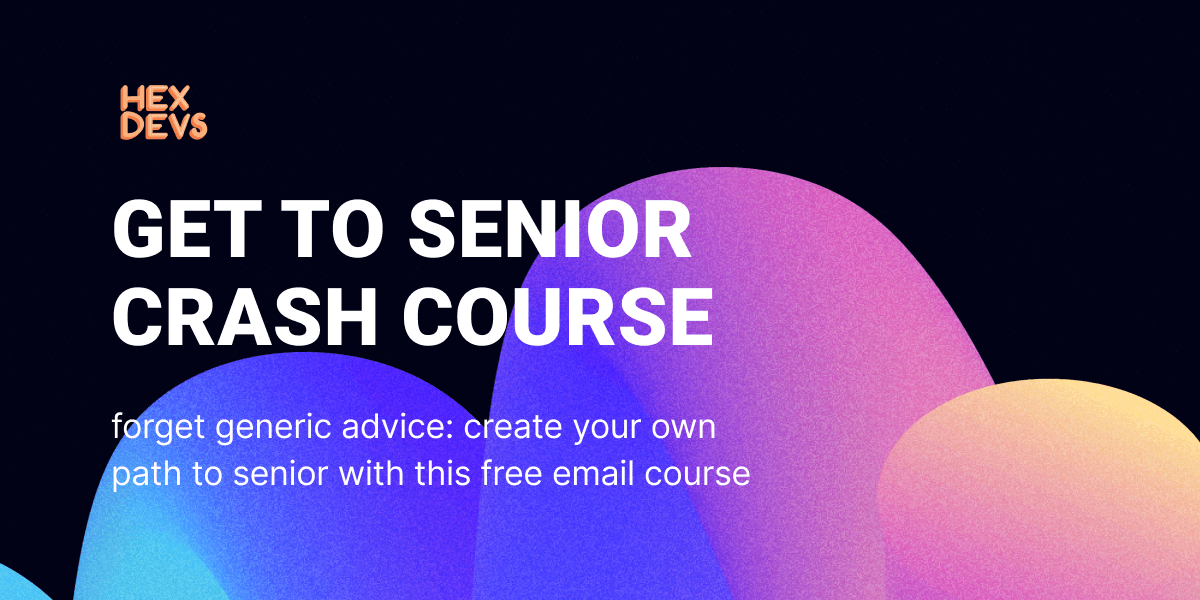 HEX
DEVS
GET TO SENIOR
CRASH COURSE
forget generic advice: create your own
path to senior with this free email course